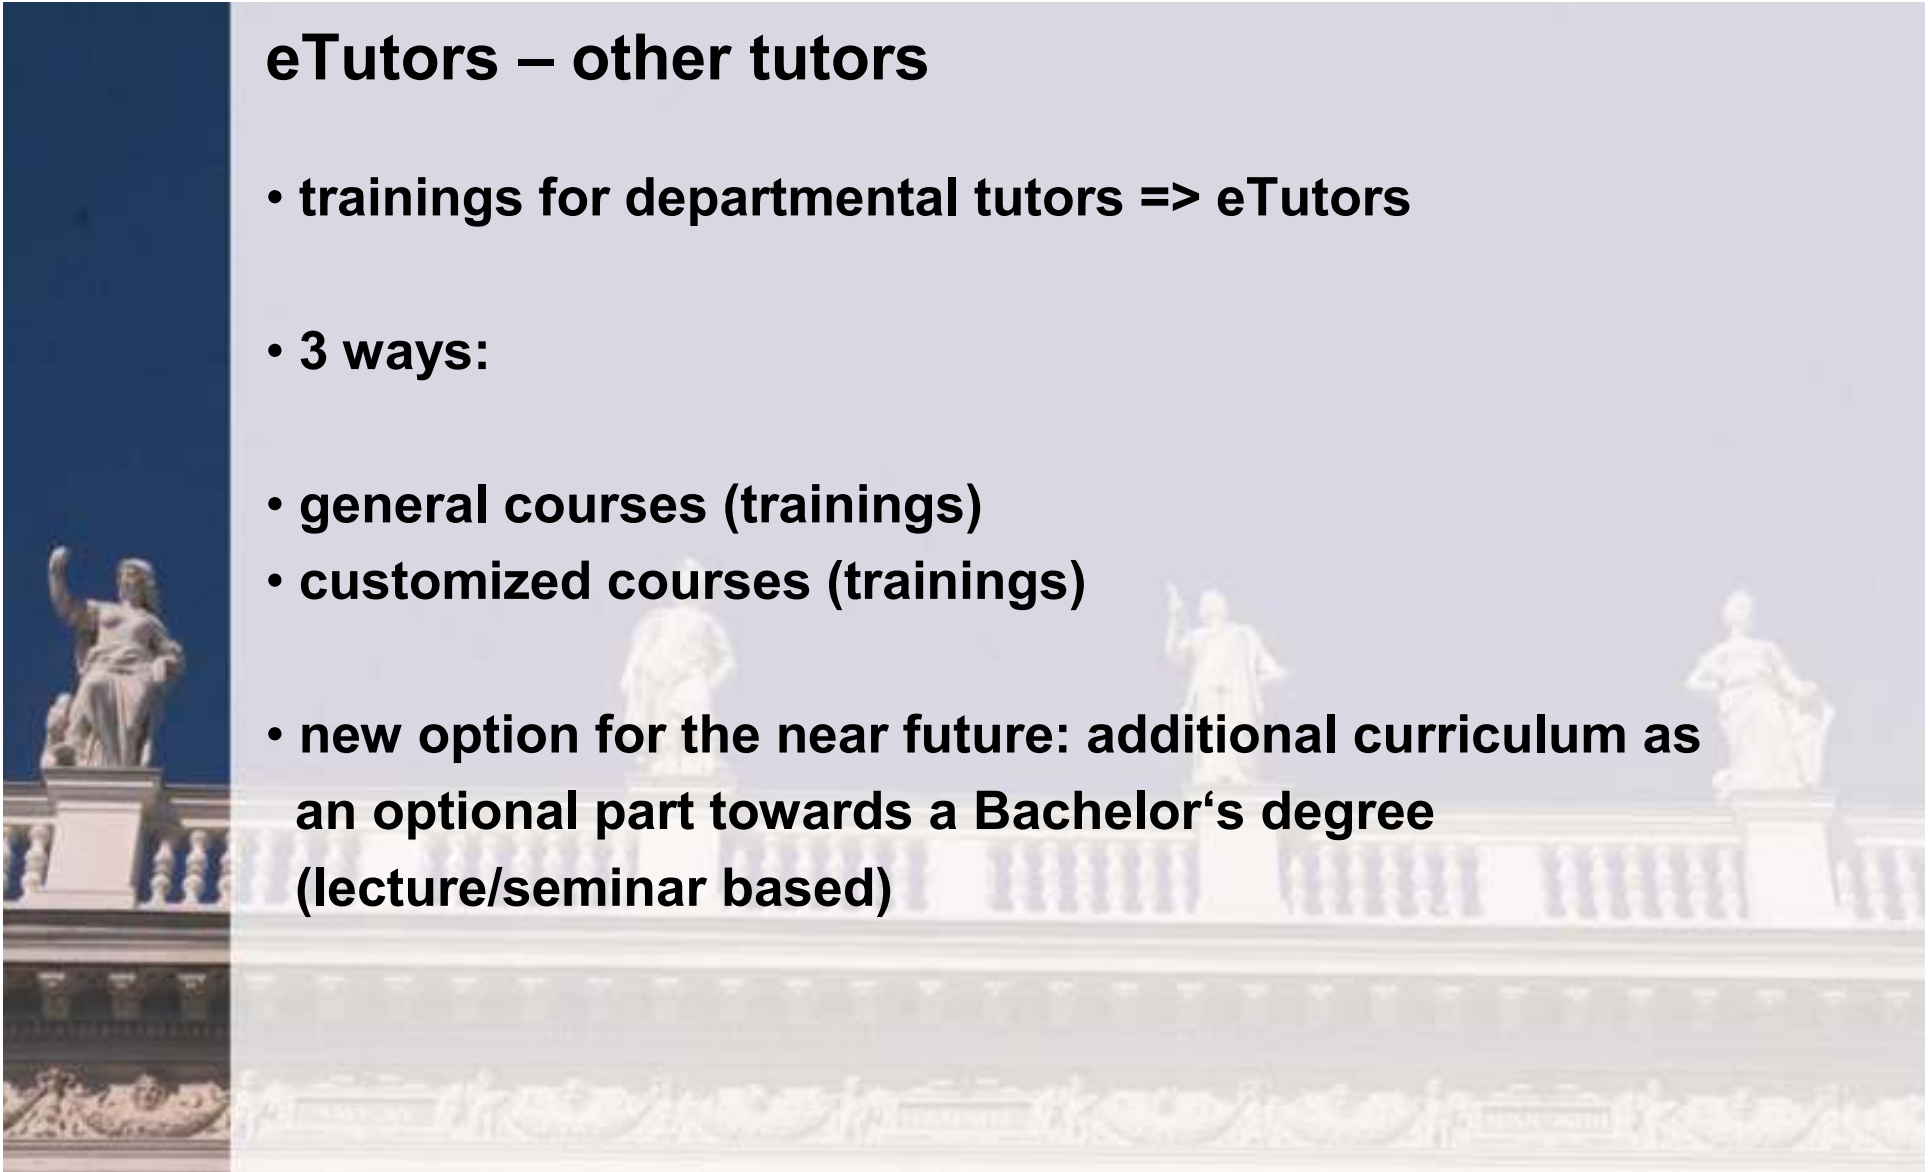 eTutors – other tutors
• trainings for departmental tutors => eTutors
• 3 ways:
• general courses (trainings)
• customized courses (trainings)
• new option for the near future: additional curriculum as
an optional part towards a Bachelor‘s degree
(lecture/seminar based)